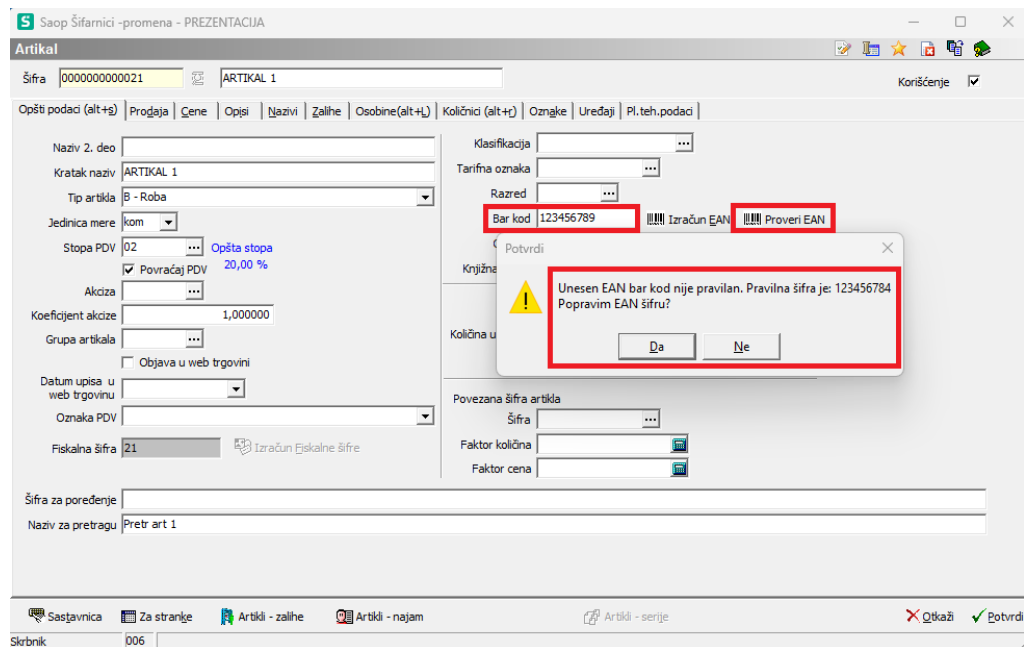 S Saop Šifarnici -promena - PREZENTACIJA
Artikal
Šifra 0000000000021 ARTIKAL 1
Korišćenje
Opšti podaci (alt+s) Prodaja Cene Opisi Nazivi Zalihe Osobine(alt+L) Količnici (alt+r) Oznake Uređaji Pl.teh.podaci
Naziv 2. deo
Kratak naziv ARTIKAL 1
Tip artikla B - Roba
Jedinica mere kom
Stopa PDV 02 ... Opšta stopa
Povraćaj PDV 20,00 %
Akciza ...
Koeficijent akcize 1,000000
Grupa artikala ...
Objava u web trgovini
Datum upisa u
web trgovinu
Oznaka PDV
Fiskalna šifra 21 Izračun Fiskalne šifre
Klasifikacija ...
Tarifna oznaka ...
Razred ...
Bar kod 123456789 Izračun EAN Proveri EAN
Knjižna
Količina u
Potvrdi
Unesen EAN bar kod nije pravilan. Pravilna šifra je: 123456784
Popravim EAN šifru?
Da Ne
Povezana šifra artikla
Šifra ...
Faktor količina
Faktor cena
Šifra za poređenje
Naziv za pretragu Pretr art 1
Sastavnica Za stranke Artikli - zalihe Artikli - najam Artikli - serije Otkaži Potvrdi
Skrbnik 006